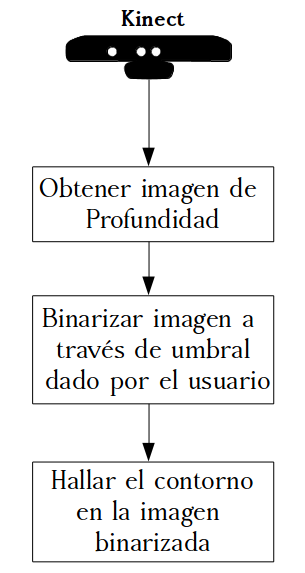 Kinect
Obtener imagen de
Profundidad
Binarizar imagen a
través de umbral
dado por el usuario
Hallar el contorno
en la imagen
binarizada